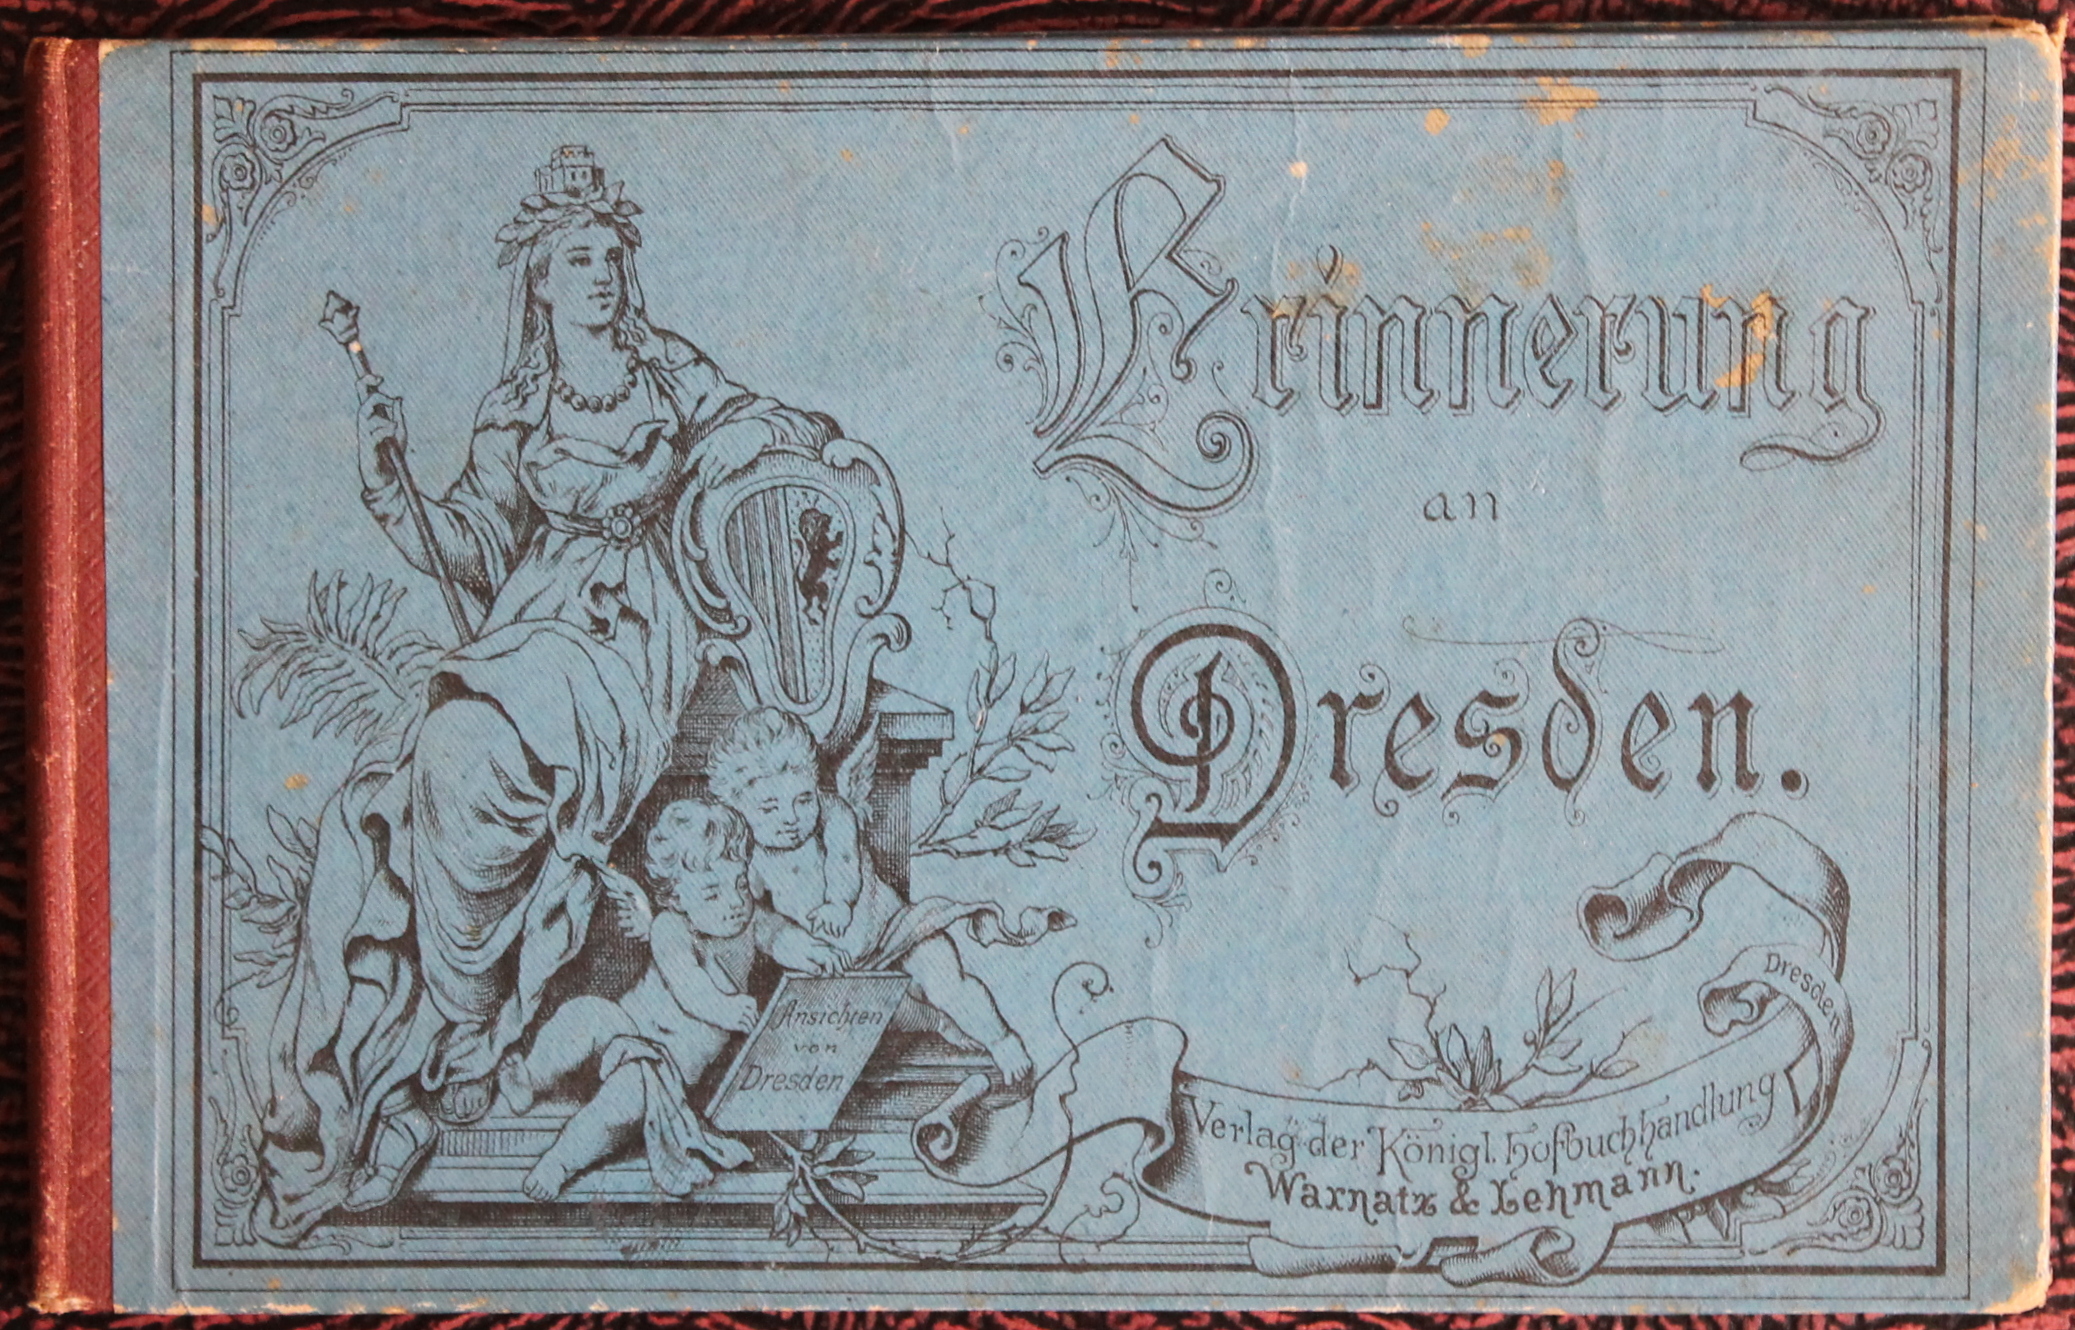 Erinnerung
an
Dresden.
Ansichten
von
Dresden
Dresden
Verlag der Königl. Hofbuchhandlung
Warnatz & Lehmann.